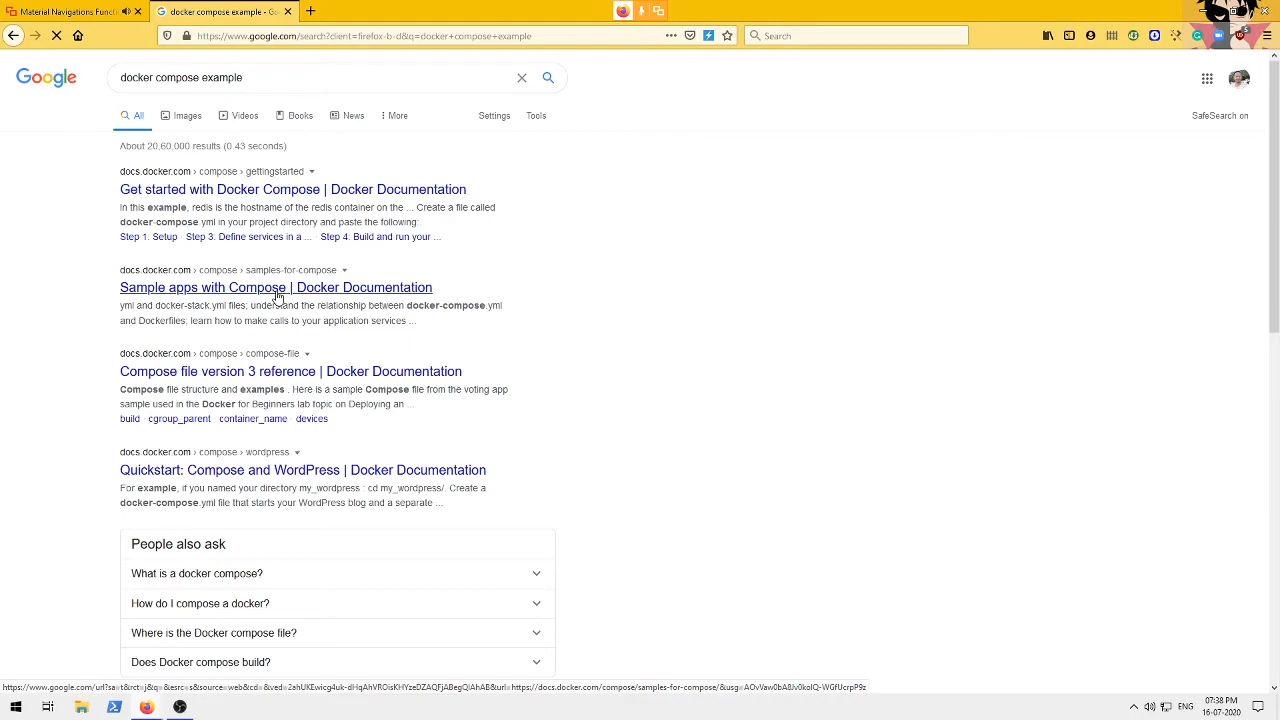 Material Navigations Functi
docker compose example - Go
https://www.google.com/search?client=firefox-b-d&q=docker+compose+example
Search
Google
docker compose example
All Images Videos Books News More Settings Tools
SafeSearch on
About 20,60,000 results (0.43 seconds)
docs.docker.com › compose › gettingstarted
Get started with Docker Compose | Docker Documentation
In this example, redis is the hostname of the redis container on the ... Create a file called
docker-compose yml in your project directory and paste the following:
Step 1: Setup · Step 3: Define services in a ... · Step 4: Build and run your ...
docs.docker.com › compose › samples-for-compose
Sample apps with Compose | Docker Documentation
yml and docker-stack.yml files; understand the relationship between docker-compose.yml
and Dockerfiles; learn how to make calls to your application services ...
docs.docker.com › compose › compose-file
Compose file version 3 reference | Docker Documentation
Compose file structure and examples . Here is a sample Compose file from the voting app
sample used in the Docker for Beginners lab topic on Deploying an ...
build · cgroup_parent · container_name · devices
docs.docker.com › compose › wordpress
Quickstart: Compose and WordPress | Docker Documentation
For example, if you named your directory my_wordpress : cd my_wordpress/. Create a
docker-compose.yml file that starts your WordPress blog and a separate ...
People also ask
What is a docker compose?
How do I compose a docker?
Where is the Docker compose file?
Does Docker compose build?
ENG
07:38 PM
16-07-2020